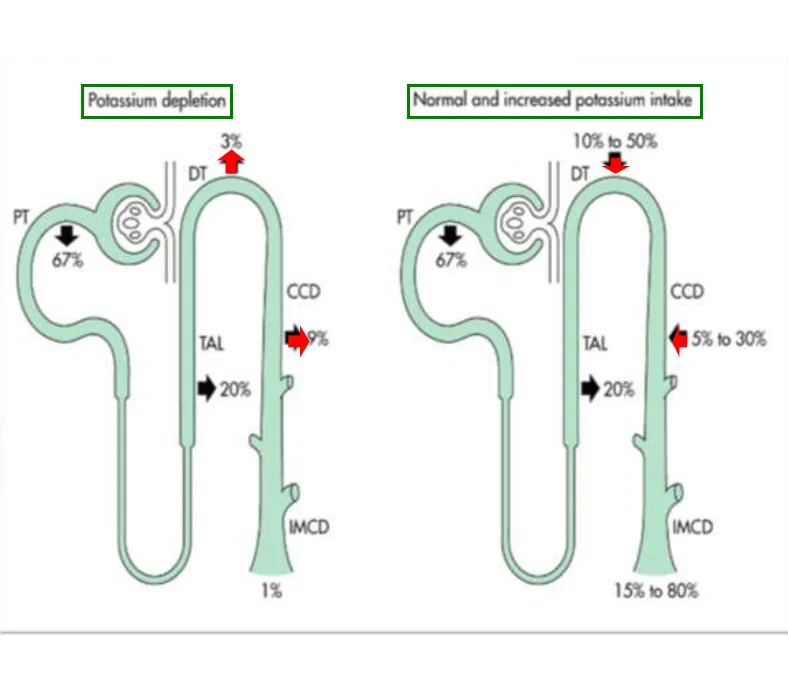 Potassium depletion
3%
DT
PT
67%
CCD
9%
TAL
20%
IMCD
1%
Normal and increased potassium intake
10% to 50%
DT
PT
67%
CCD
5% to 30%
TAL
20%
IMCD
15% to 80%